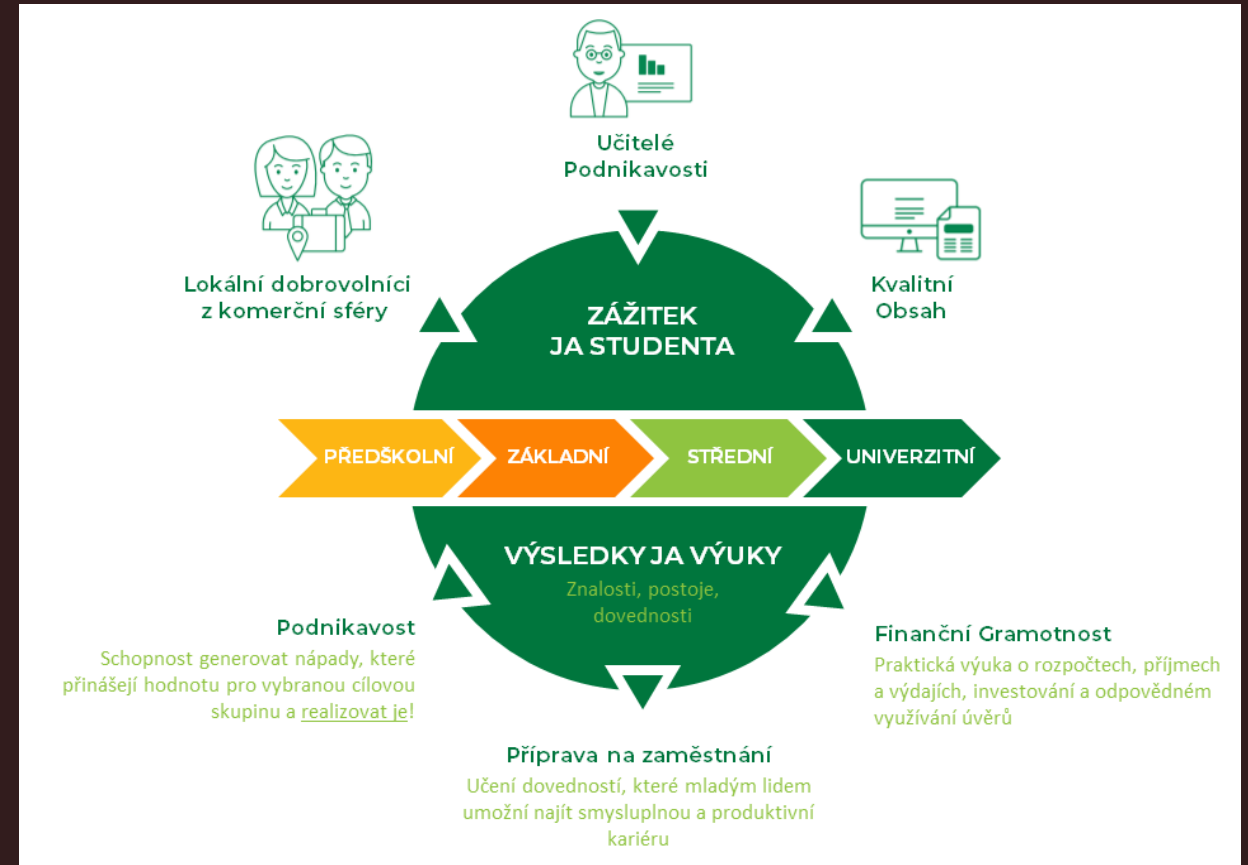 Učitelé
Podnikavosti
Lokální dobrovolníci
z komerční sféry
Kvalitní
Obsah
ZÁŽITEK
JA STUDENTA
PŘEDŠKOLNÍ
ZÁKLADNÍ
STŘEDNÍ
UNIVERZITNÍ
VÝSLEDKY JA VÝUKY
Znalosti, postoje,
dovednosti
Podnikavost
Schopnost generovat nápady, které
přinášejí hodnotu pro vybranou cílovou
skupinu a realizovat je!
Finanční Gramotnost
Praktická výuka o rozpočtech, příjmech
a výdajích, investování a odpovědném
využívání úvěrů
Příprava na zaměstnání
Učení dovedností, které mladým lidem
umožní najít smysluplnou a produktivní
kariéru